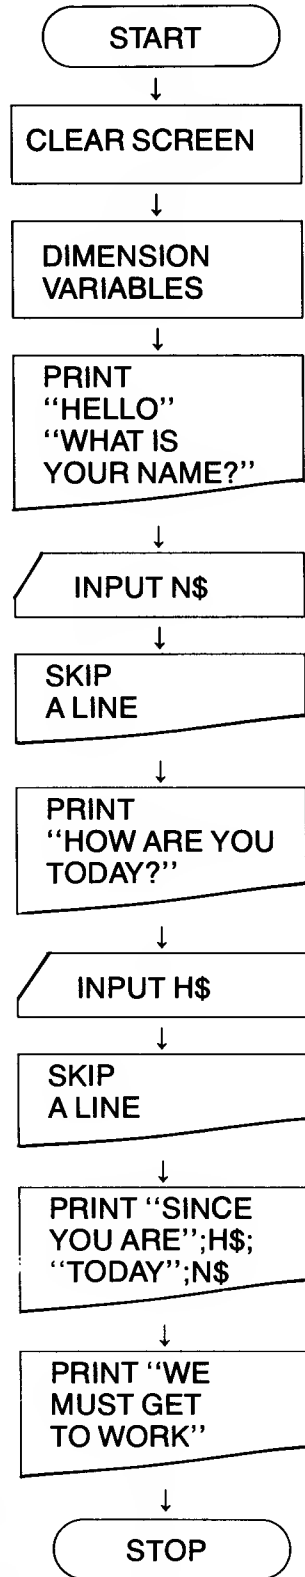 START
CLEAR SCREEN
DIMENSION
VARIABLES
PRINT
“HELLO”
“WHAT IS
YOUR NAME?”
INPUT N$
SKIP
A LINE
PRINT
“HOW ARE YOU
TODAY?”
INPUT H$
SKIP
A LINE
PRINT “SINCE
YOU ARE”;H$;
“TODAY”;N$
PRINT “WE
MUST GET
TO WORK”
STOP